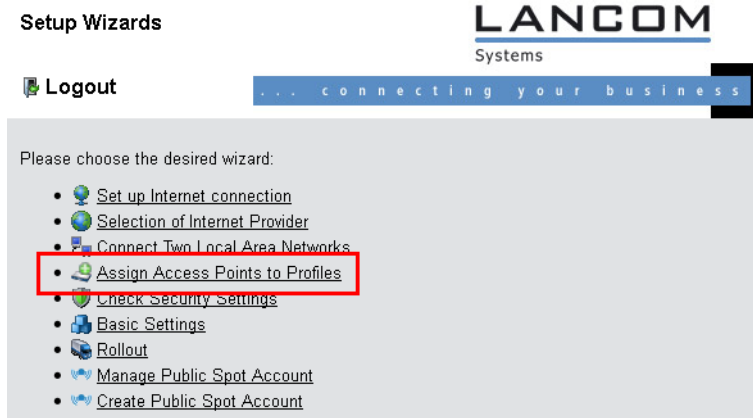 Setup Wizards
LANCOM
Systems
Logout
... connecting your business
Please choose the desired wizard:
Set up Internet connection
Selection of Internet Provider
Connect Two Local Area Networks
Assign Access Points to Profiles
Check Security Settings
Basic Settings
Rollout
Manage Public Spot Account
Create Public Spot Account